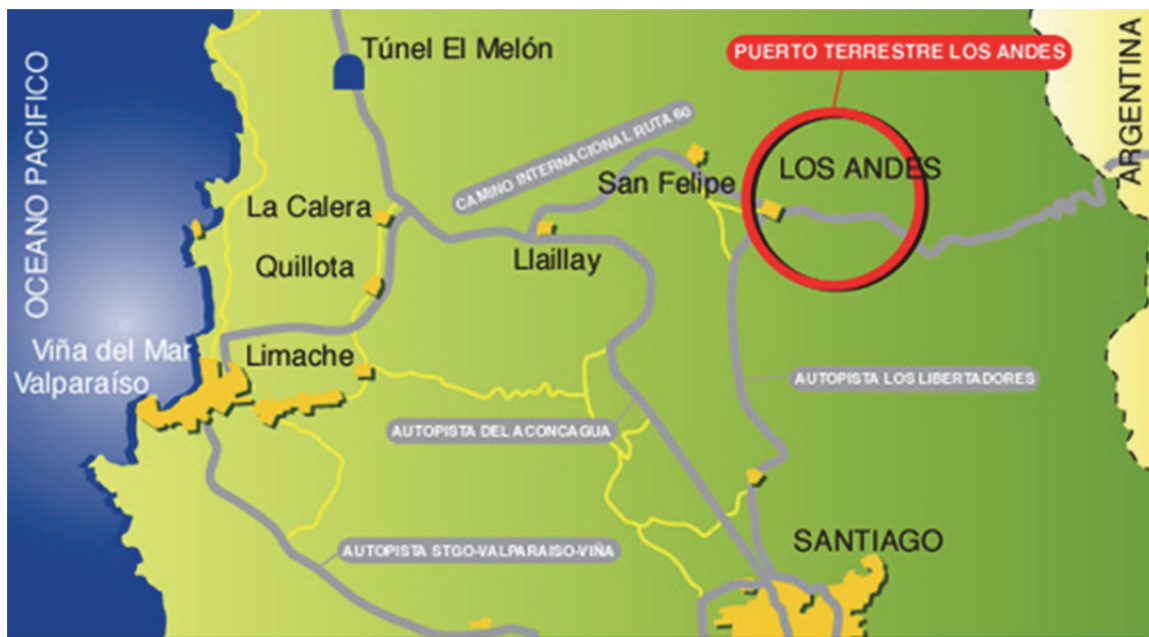 OCEANO PACIFICO
Túnel El Melón
PUERTO TERRESTRE LOS ANDES
ARGENTINA
CAMINO INTERNACIONAL RUTA 60
San Felipe
LOS ANDES
La Calera
Llaillay
Quillota
Viña del Mar
Valparaíso
Limache
AUTOPISTA LOS LIBERTADORES
AUTOPISTA DEL ACONCAGUA
SANTIAGO
AUTOPISTA STGO-VALPARAISO-VIÑA